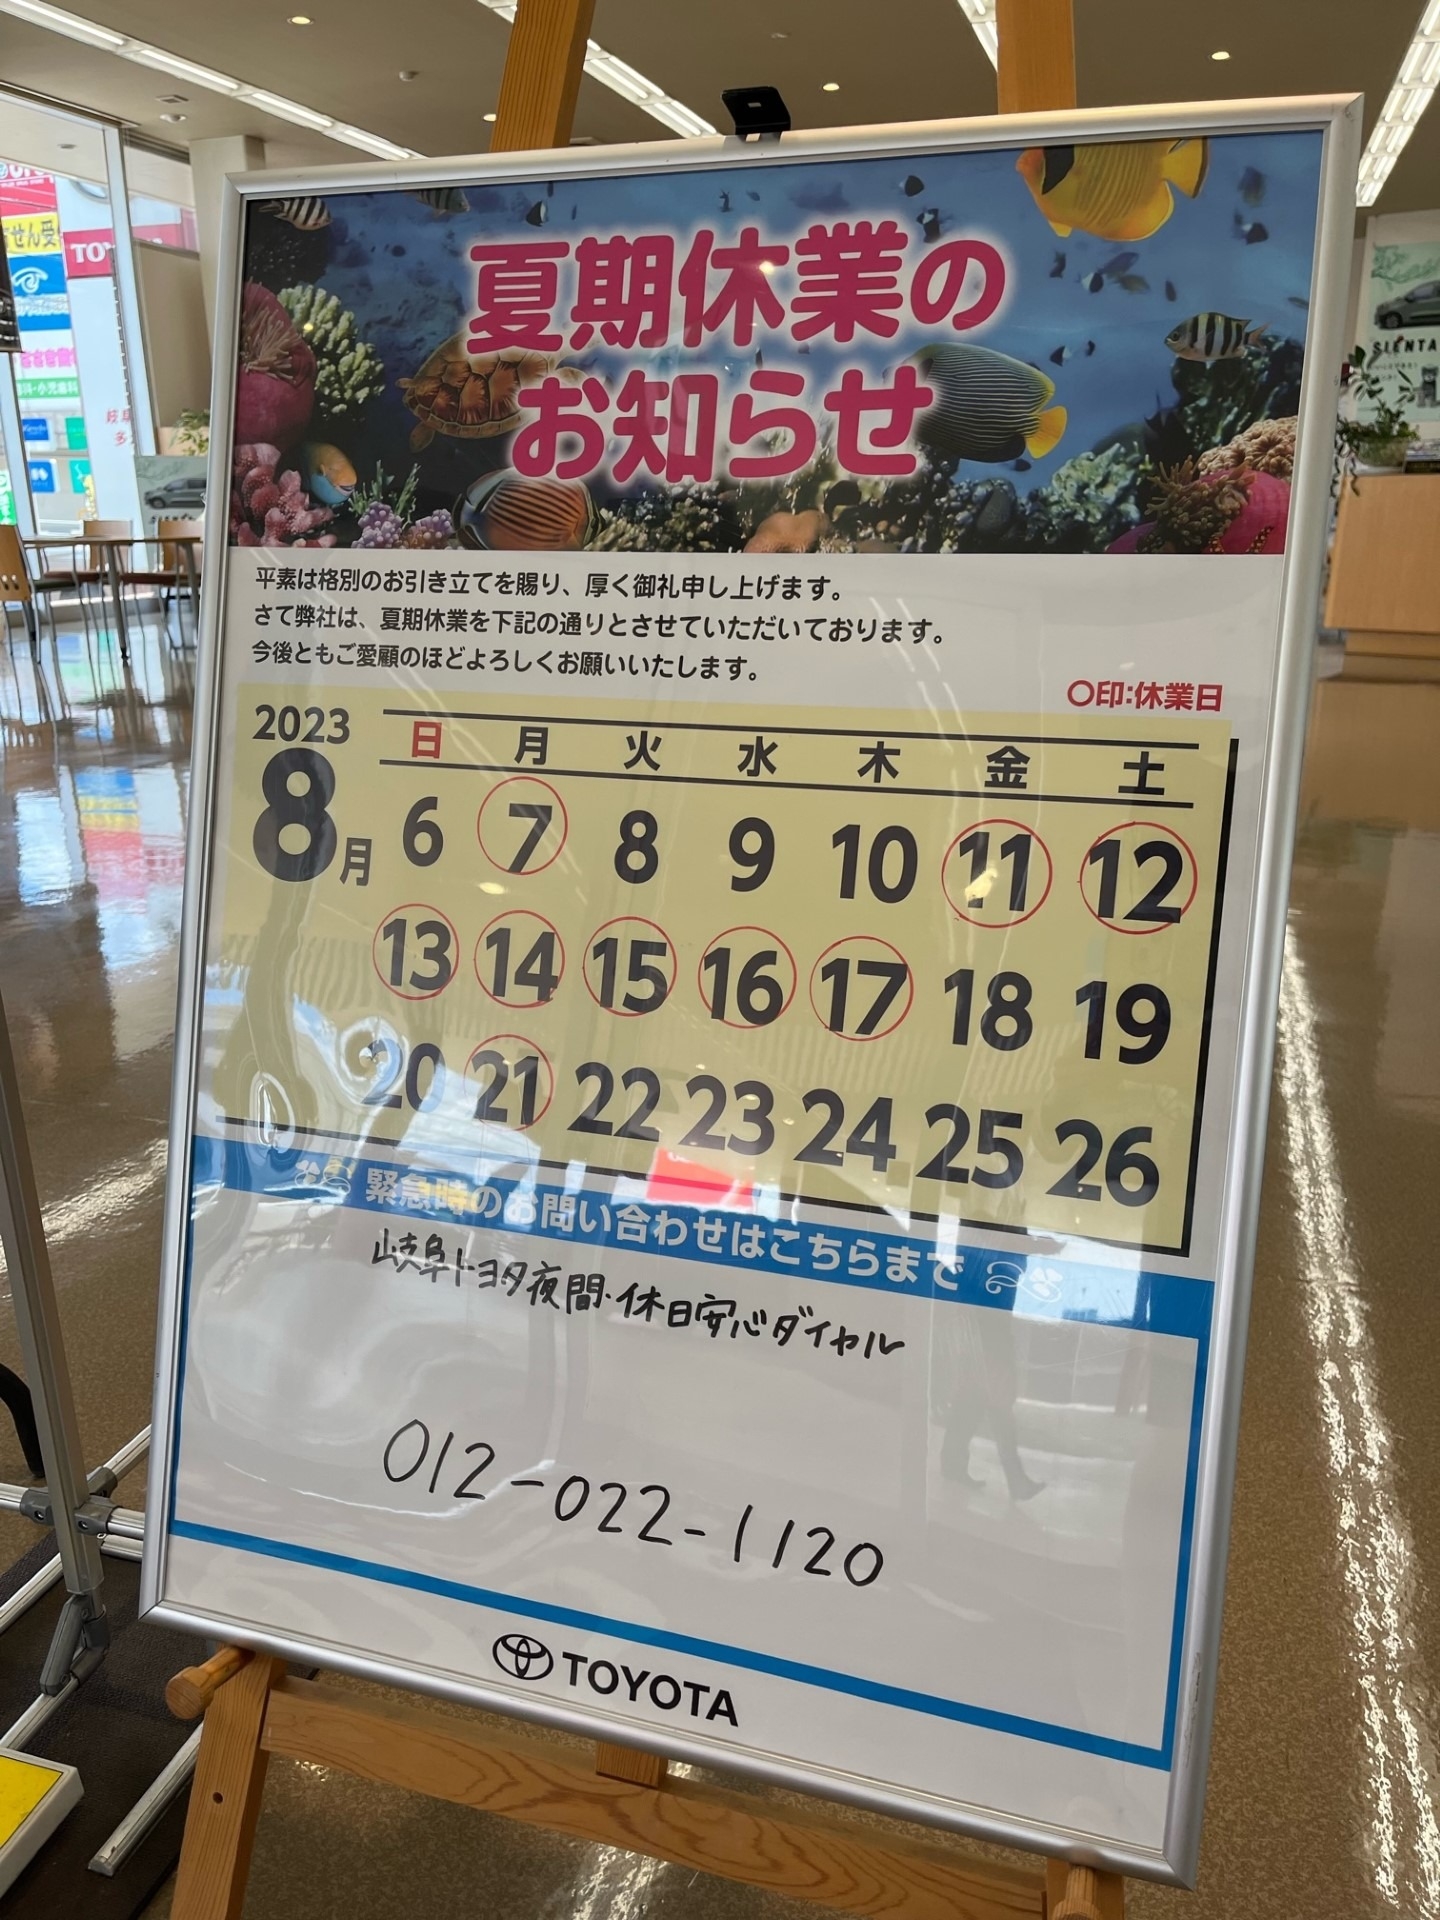 夏期休業の
お知らせ
平素は格別のお引き立てを賜り、厚く御礼申し上げます。
さて弊社は、夏期休業を下記の通りとさせていただいております。
今後ともご愛顧のほどよろしくお願いいたします。
〇印:休業日
2023
8月
日 月 火 水 木 金 土
6 7 8 9 10 11 12
13 14 15 16 17 18 19
20 21 22 23 24 25 26
緊急時のお問い合わせはこちらまで
岐阜トヨタ夜間・休日安心ダイヤル
012-022-1120
TOYOTA
SIENTA